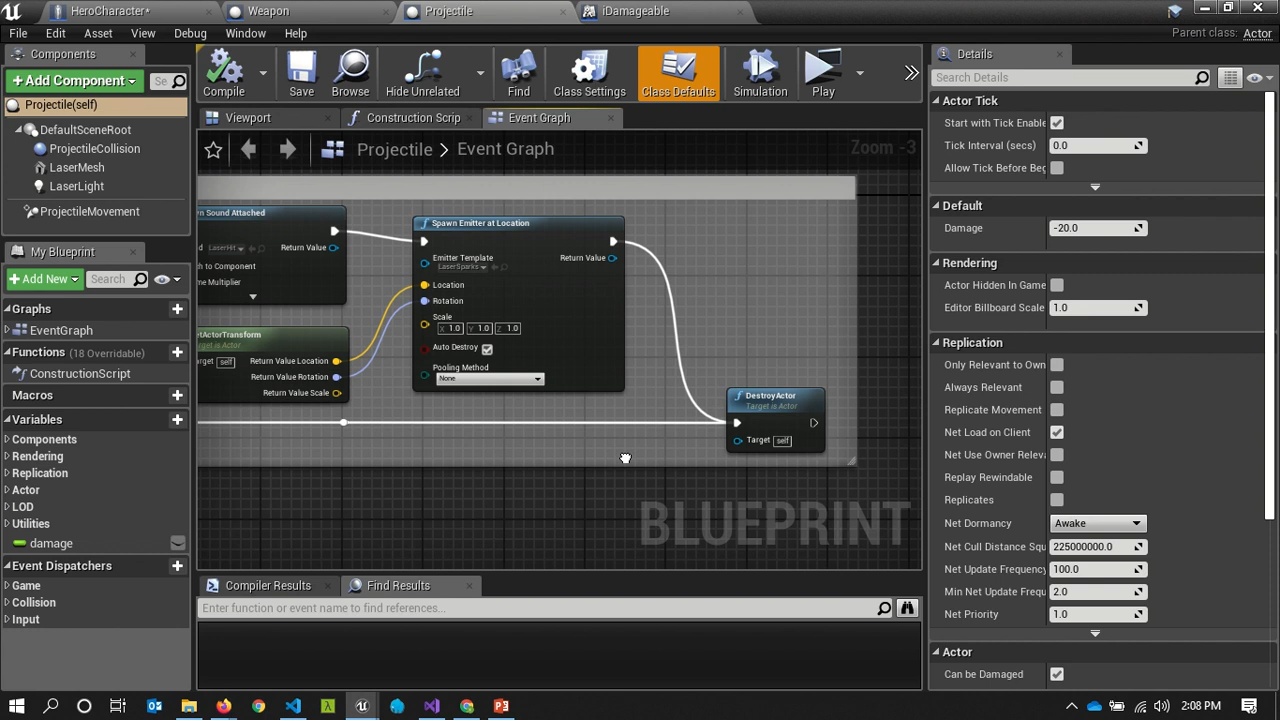 HeroCharacter*
Weapon
Projectile
iDamageable
File Edit Asset View Debug Window Help
Parent class: Actor
Components
+Add Component
Se
Projectile(self)
DefaultSceneRoot
ProjectileCollision
LaserMesh
LaserLight
ProjectileMovement
My Blueprint
+Add New
Search
Graphs
EventGraph
Functions (18 Overridable)
ConstructionScript
Macros
Variables
Components
Rendering
Replication
Actor
LOD
Utilities
damage
Event Dispatchers
Game
Collision
Input
Compile
Save
Browse
Hide Unrelated
Find
Class Settings
Class Defaults
Simulation
Play
Viewport
Construction Scrip
Event Graph
Projectile > Event Graph
Zoom -3
n Sound Attached
d LaserHit
Return Value
ch to Component
me Multiplier
etActorTransform
Target is Actor
arget self
Return Value Location
Return Value Rotation
Return Value Scale
Spawn Emitter at Location
Emitter Template
LaserSparks
Return Value
Location
Rotation
Scale
X 1.0 Y 1.0 Z 1.0
Auto Destroy
Pooling Method
None
DestroyActor
Target is Actor
Target self
BLUEPRINT
Compiler Results
Find Results
Enter function or event name to find references...
Details
Search Details
Actor Tick
Start with Tick Enable
Tick Interval (secs) 0.0
Allow Tick Before Beg
Default
Damage -20.0
Rendering
Actor Hidden In Game
Editor Billboard Scale 1.0
Replication
Only Relevant to Own
Always Relevant
Replicate Movement
Net Load on Client
Net Use Owner Releva
Replay Rewindable
Replicates
Net Dormancy Awake
Net Cull Distance Squ 225000000.0
Net Update Frequency 100.0
Min Net Update Frequ 2.0
Net Priority 1.0
Actor
Can be Damaged
2:08 PM